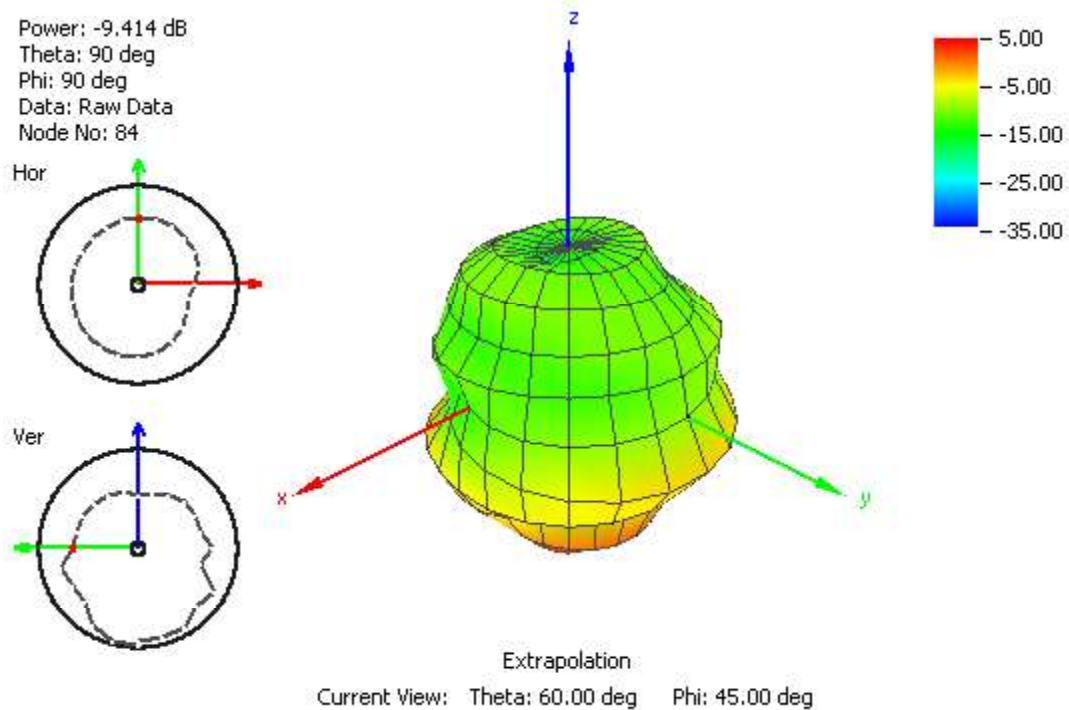 Power: -9.414 dB
Theta: 90 deg
Phi: 90 deg
Data: Raw Data
Node No: 84
Hor
Ver
z
x
y
5.00
-5.00
-15.00
-25.00
-35.00
Extrapolation
Current View: Theta: 60.00 deg Phi: 45.00 deg